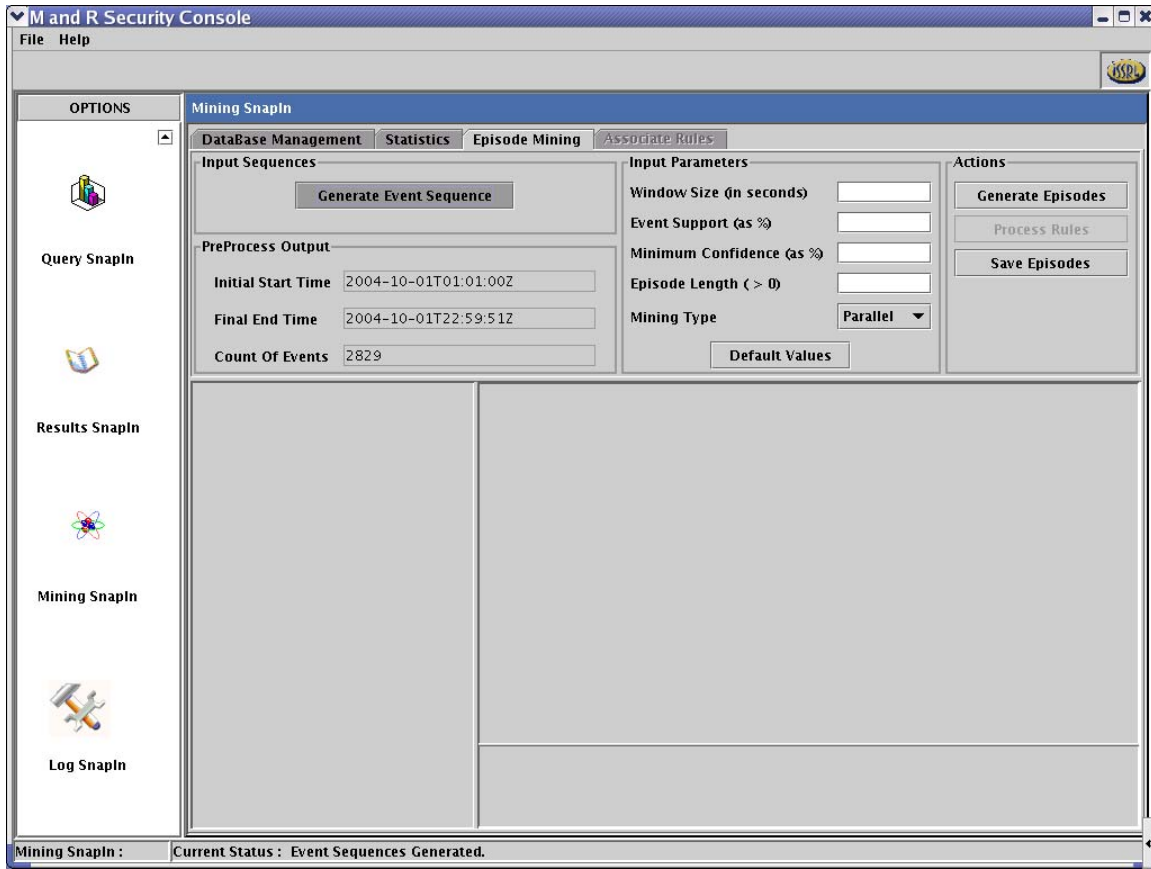 M and R Security Console
File Help
ISSRL
OPTIONS
Query SnapIn
Results SnapIn
Mining SnapIn
Log SnapIn
Mining SnapIn
DataBase Management Statistics Episode Mining Associate Rules
Input Sequences
Generate Event Sequence
PreProcess Output
Initial Start Time 2004-10-01T01:01:00Z
Final End Time 2004-10-01T22:59:51Z
Count Of Events 2829
Input Parameters
Window Size (in seconds)
Event Support (as %)
Minimum Confidence (as %)
Episode Length ( > 0)
Mining Type Parallel
Default Values
Actions
Generate Episodes
Process Rules
Save Episodes
Mining SnapIn : Current Status : Event Sequences Generated.